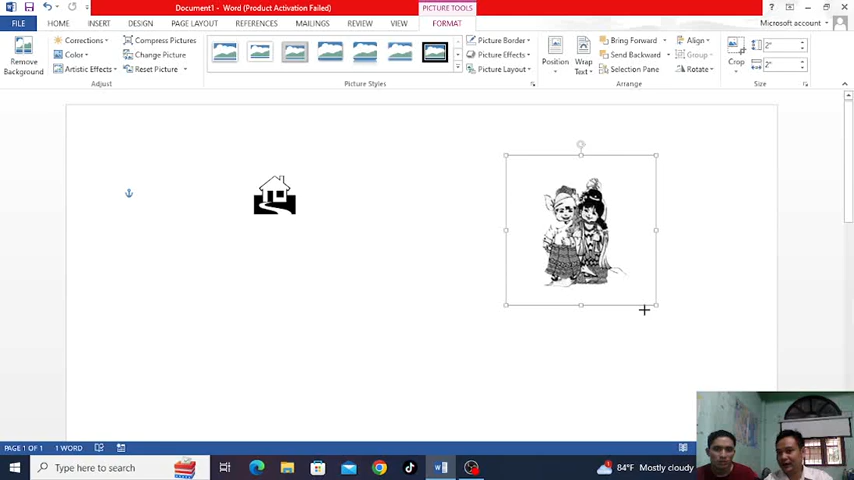 Document1 - Word (Product Activation Failed)
PICTURE TOOLS
FILE
HOME
INSERT
DESIGN
PAGE LAYOUT
REFERENCES
MAILINGS
REVIEW
VIEW
FORMAT
Microsoft account
Remove Background
Corrections
Color
Artistic Effects
Compress Pictures
Change Picture
Reset Picture
Adjust
Picture Styles
Picture Border
Picture Effects
Picture Layout
Position
Wrap Text
Bring Forward
Send Backward
Selection Pane
Align
Group
Rotate
Arrange
Crop
2"
2"
Size
PAGE 1 OF 1
1 WORD
Type here to search
84°F Mostly cloudy